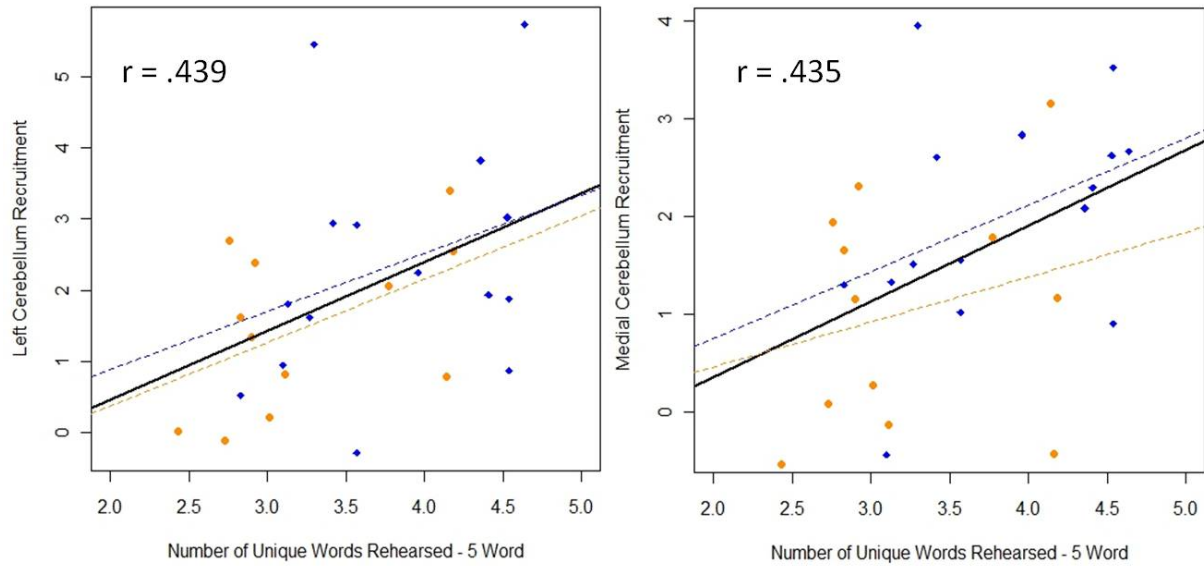 r = .439
Left Cerebellum Recruitment
5
4
3
2
1
0
2.0 2.5 3.0 3.5 4.0 4.5 5.0
Number of Unique Words Rehearsed - 5 Word
r = .435
Medial Cerebellum Recruitment
4
3
2
1
0
2.0 2.5 3.0 3.5 4.0 4.5 5.0
Number of Unique Words Rehearsed - 5 Word